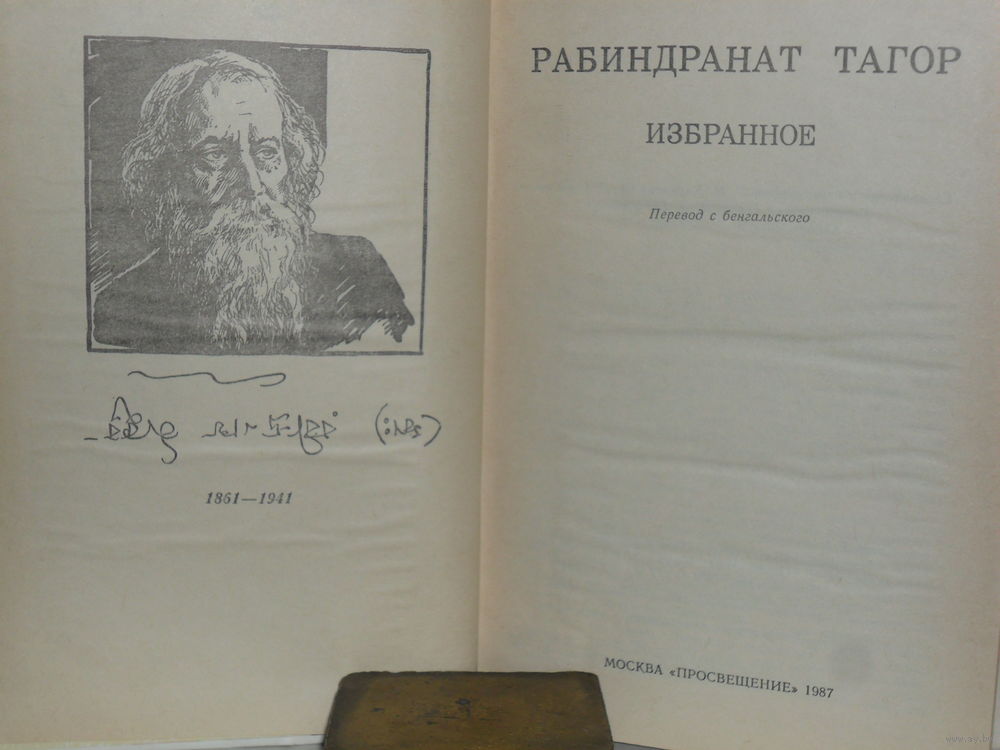 1861—1941
РАБИНДРАНАТ ТАГОР
ИЗБРАННОЕ
Перевод с бенгальского
МОСКВА «ПРОСВЕЩЕНИЕ» 1987